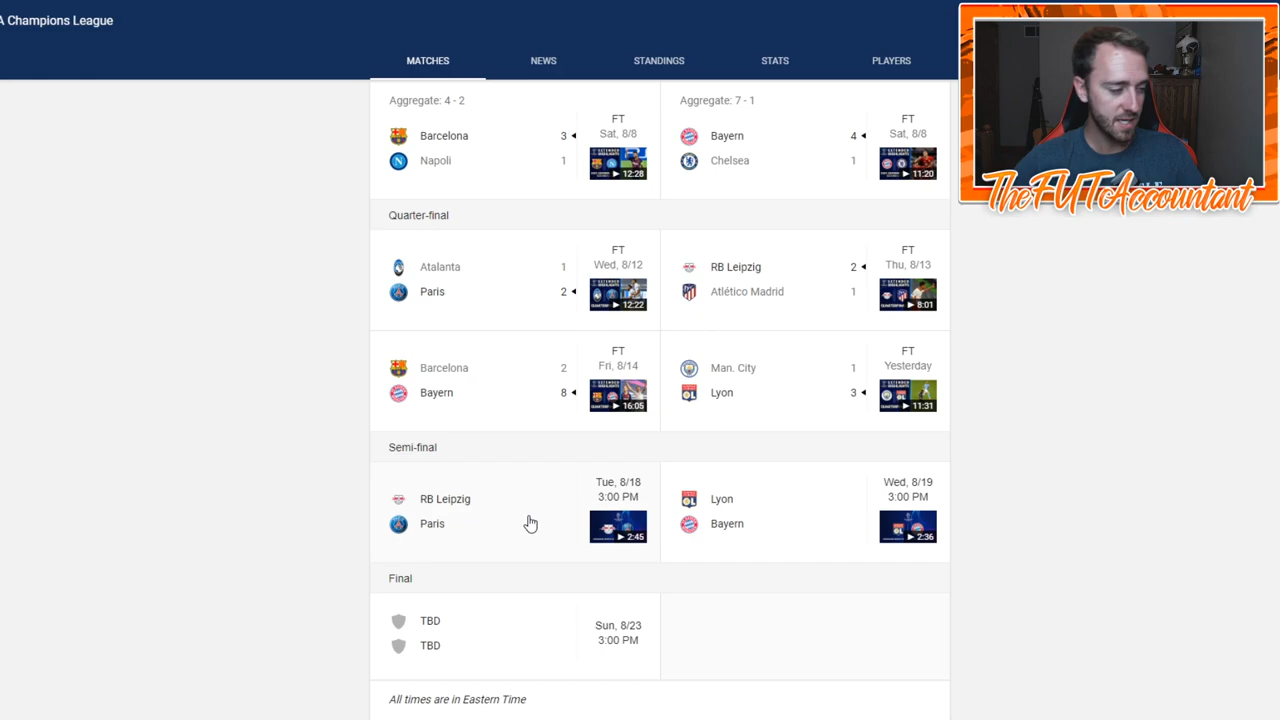 A Champions League
MATCHES
NEWS
STANDINGS
STATS
PLAYERS
Aggregate: 4 - 2
Barcelona 3
Napoli 1
FT
Sat, 8/8
12:28
Aggregate: 7 - 1
Bayern 4
Chelsea 1
FT
Sat, 8/8
11:20
Quarter-final
Atalanta 1
Paris 2
FT
Wed, 8/12
12:22
RB Leipzig 2
Atlético Madrid 1
FT
Thu, 8/13
8:01
Barcelona 2
Bayern 8
FT
Fri, 8/14
16:05
Man. City 1
Lyon 3
FT
Yesterday
11:31
Semi-final
RB Leipzig
Paris
Tue, 8/18
3:00 PM
2:45
Lyon
Bayern
Wed, 8/19
3:00 PM
2:36
Final
TBD
TBD
Sun, 8/23
3:00 PM
All times are in Eastern Time
TheFUTAccountant